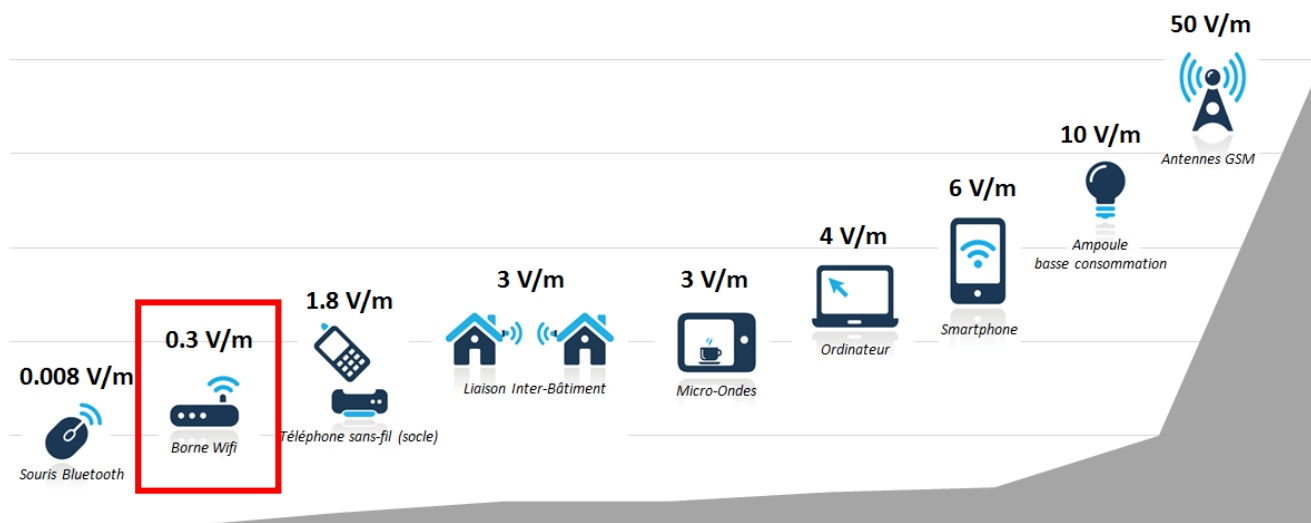 0.008 V/m
Souris Bluetooth
0.3 V/m
Borne Wifi
1.8 V/m
Téléphone sans-fil (socle)
3 V/m
Liaison Inter-Bâtiment
3 V/m
Micro-Ondes
4 V/m
Ordinateur
6 V/m
Smartphone
10 V/m
Ampoule
basse consommation
50 V/m
Antennes GSM